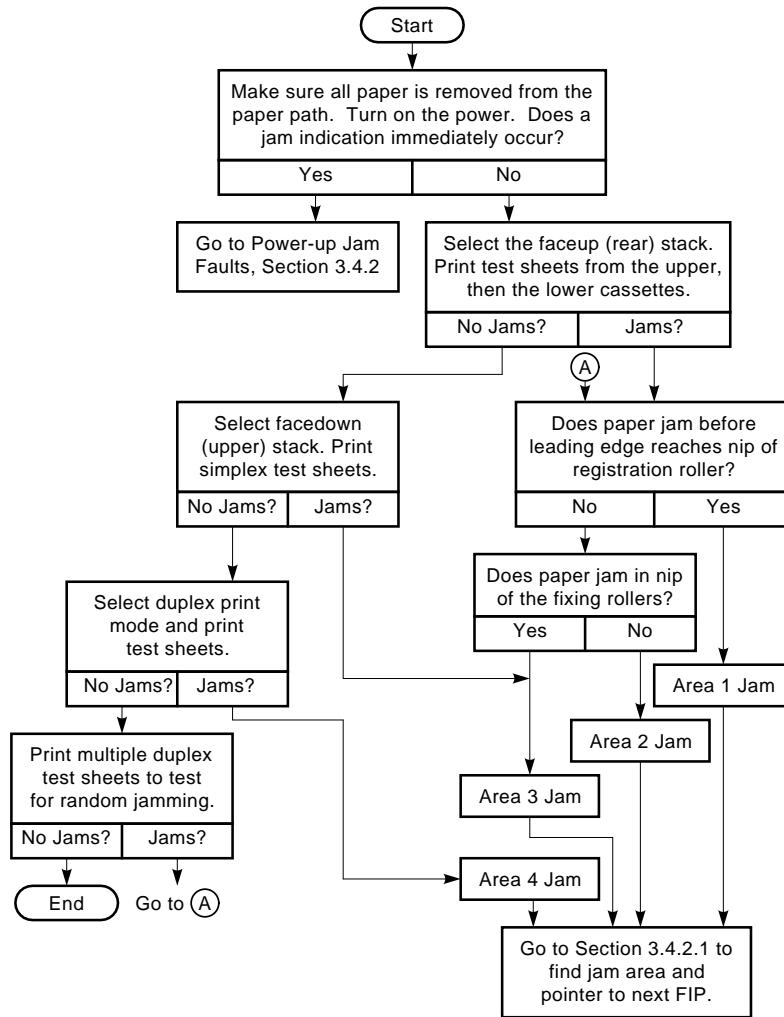 Start
Make sure all paper is removed from the
paper path. Turn on the power. Does a
jam indication immediately occur?
Yes
No
Go to Power-up Jam
Faults, Section 3.4.2
Select the faceup (rear) stack.
Print test sheets from the upper,
then the lower cassettes.
No Jams?
Jams?
A
Select facedown
(upper) stack. Print
simplex test sheets.
No Jams?
Jams?
Does paper jam before
leading edge reaches nip of
registration roller?
No
Yes
Does paper jam in nip
of the fixing rollers?
Yes
No
Select duplex print
mode and print
test sheets.
No Jams?
Jams?
Area 1 Jam
Area 2 Jam
Print multiple duplex
test sheets to test
for random jamming.
No Jams?
Jams?
Area 3 Jam
Area 4 Jam
End
Go to A
Go to Section 3.4.2.1 to
find jam area and
pointer to next FIP.